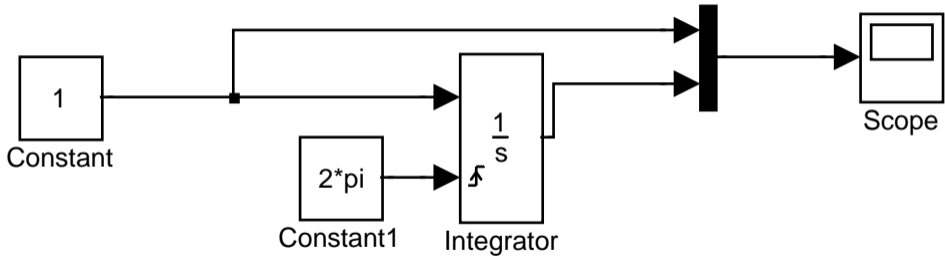 1
Constant
2*pi
Constant1
1
s
Integrator
Scope